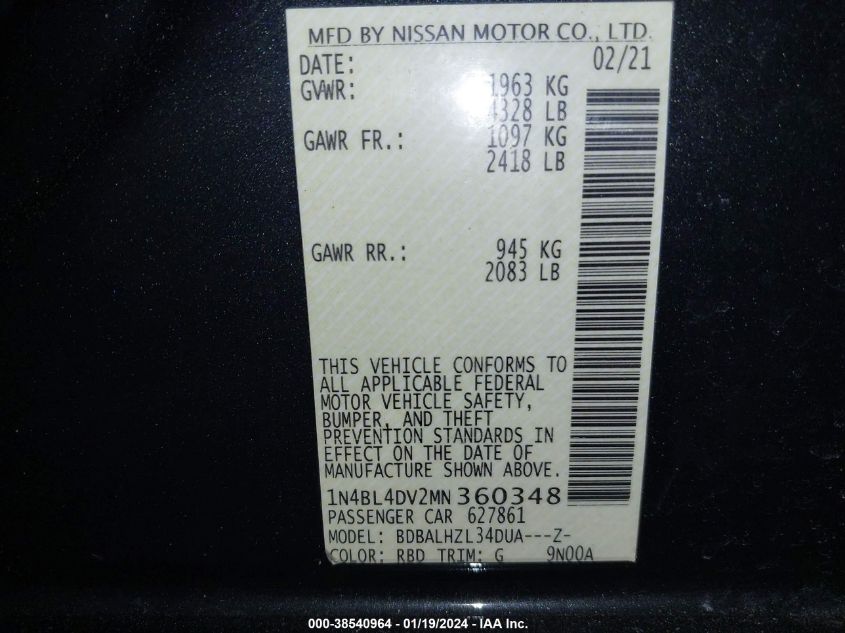 MFD BY NISSAN MOTOR CO., LTD.
DATE: 02/21
GVWR: 1963 KG
4328 LB
GAWR FR.: 1097 KG
2418 LB
GAWR RR.: 945 KG
2083 LB
THIS VEHICLE CONFORMS TO
ALL APPLICABLE FEDERAL
MOTOR VEHICLE SAFETY,
BUMPER, AND THEFT
PREVENTION STANDARDS IN
EFFECT ON THE DATE OF
MANUFACTURE SHOWN ABOVE.
1N4BL4DV2MN 360348
PASSENGER CAR 627861
MODEL: BDBALHZL34DUA---Z-
COLOR: RBD TRIM: G 9N00A
000-38540964 - 01/19/2024 - IAA Inc.